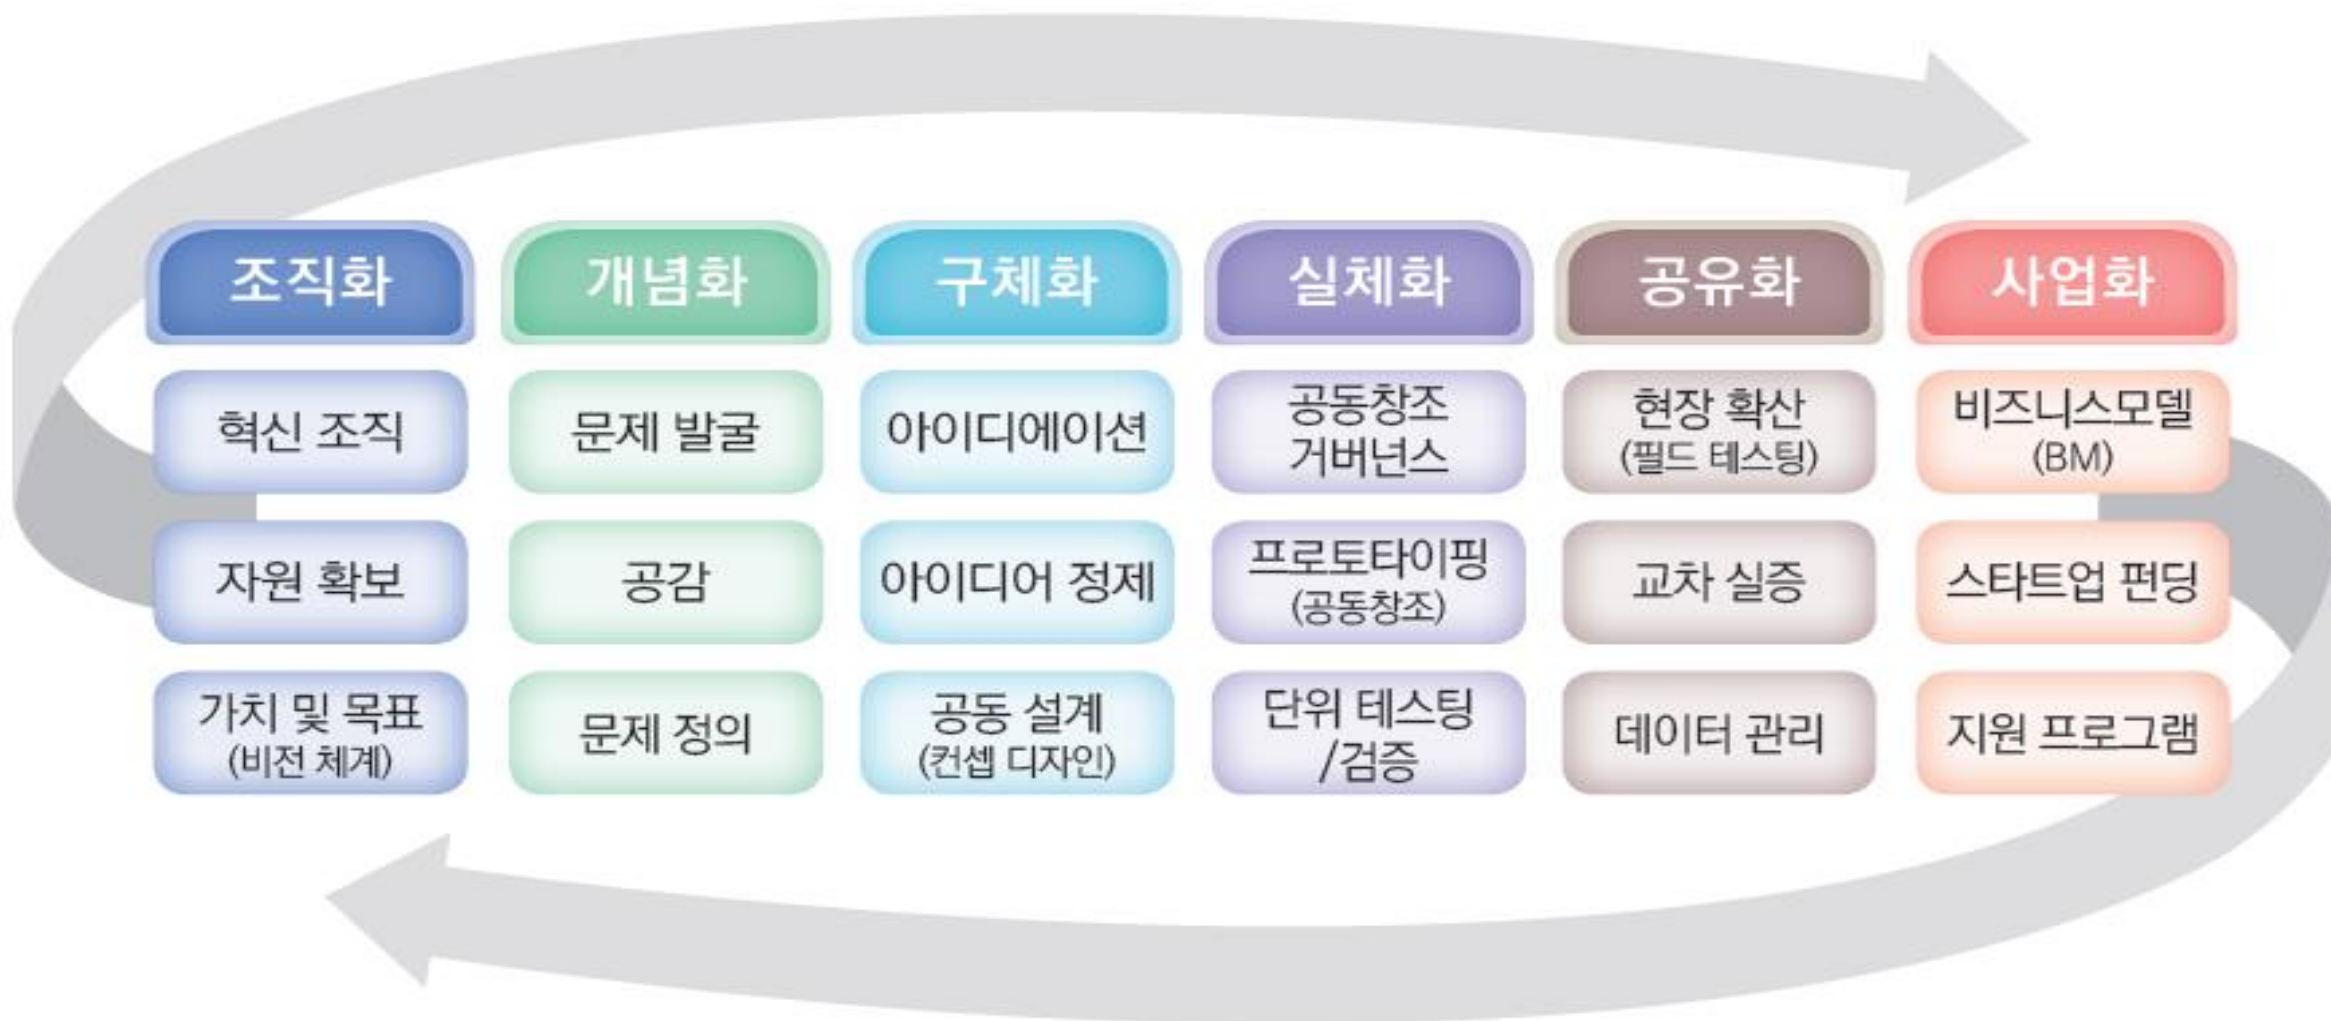 조직화
혁신 조직
자원 확보
가치 및 목표
(비전 체계)
개념화
문제 발굴
공감
문제 정의
구체화
아이디에이션
아이디어 정제
공동 설계
(컨셉 디자인)
실체화
공동창조
거버넌스
프로토타이핑
(공동창조)
단위 테스팅
/검증
공유화
현장 확산
(필드 테스팅)
교차 실증
데이터 관리
사업화
비즈니스모델
(BM)
스타트업 펀딩
지원 프로그램